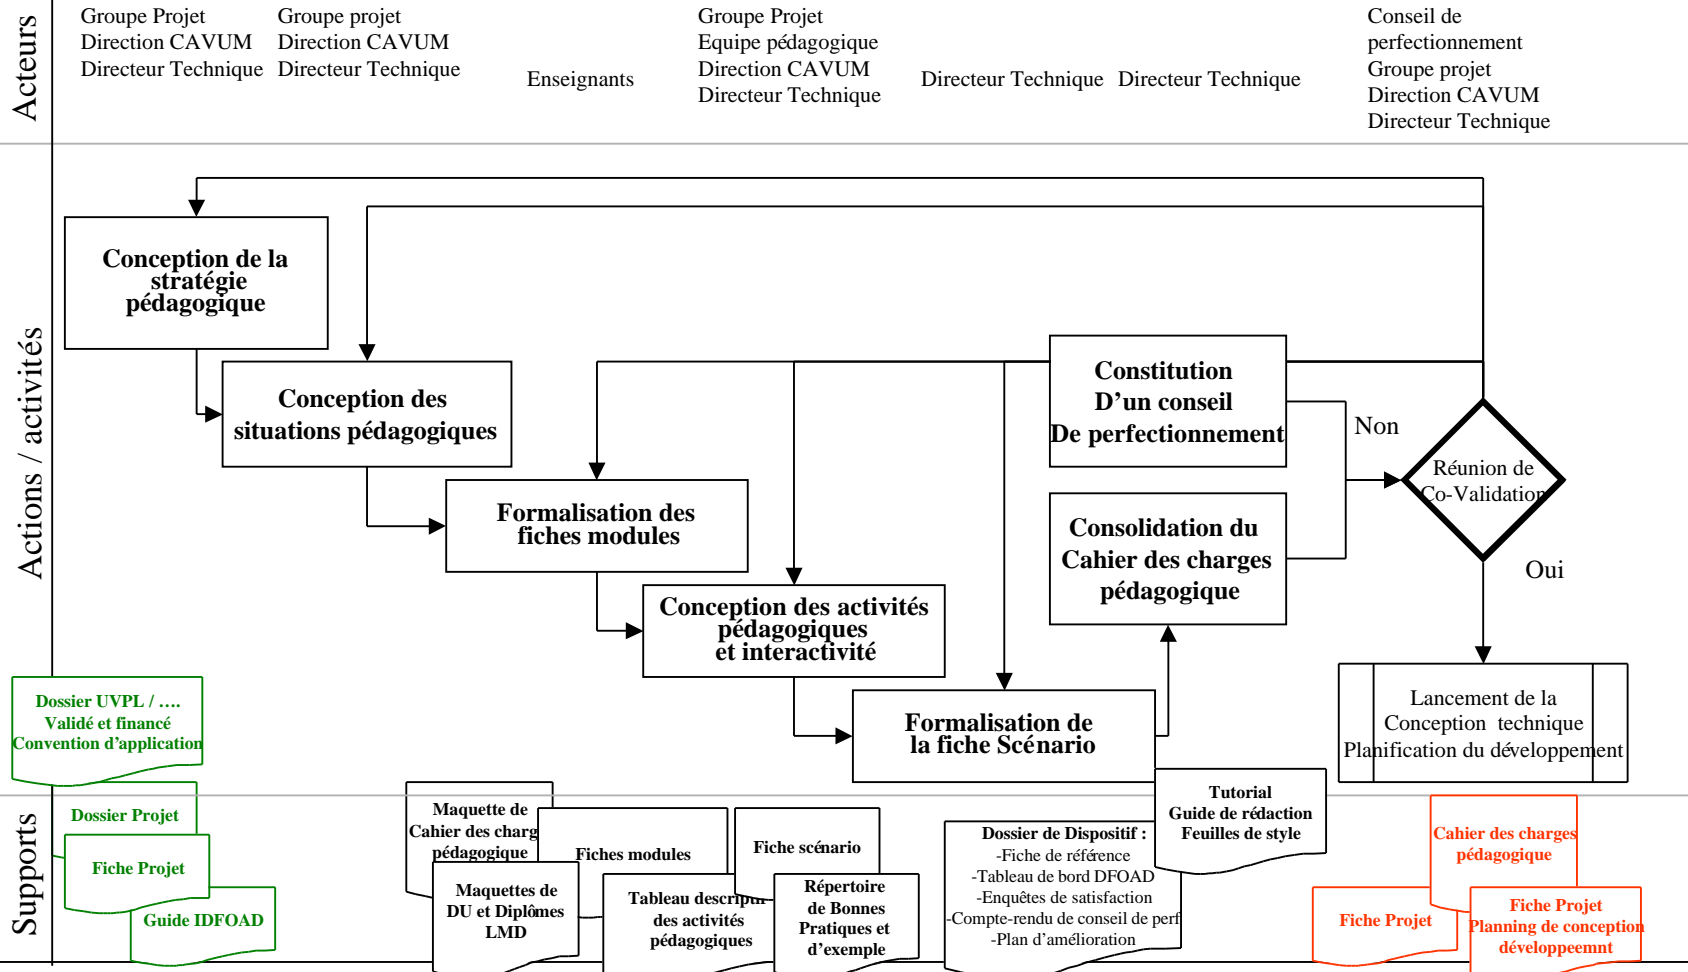 Acteurs
Groupe Projet
Direction CAVUM
Directeur Technique
Groupe projet
Direction CAVUM
Directeur Technique
Enseignants
Groupe Projet
Equipe pédagogique
Direction CAVUM
Directeur Technique
Directeur Technique
Directeur Technique
Conseil de
perfectionnement
Groupe projet
Direction CAVUM
Directeur Technique
Actions / activités
Conception de la
stratégie
pédagogique
Conception des
situations pédagogiques
Formalisation des
fiches modules
Conception des activités
pédagogiques
et interactivité
Formalisation de
la fiche Scénario
Constitution
D’un conseil
De perfectionnement
Consolidation du
Cahier des charges
pédagogique
Non
Réunion de
Co-Validation
Oui
Lancement de la
Conception technique
Planification du développement
Supports
Dossier UVPL / ….
Validé et financé
Convention d’application
Dossier Projet
Fiche Projet
Guide IDFOAD
Maquette de
Cahier des charg
pédagogique
Maquettes de
DU et Diplômes
LMD
Fiches modules
Tableau descriptif
des activités
pédagogiques
Fiche scénario
Répertoire
de Bonnes
Pratiques et
d’exemple
Dossier de Dispositif :
-Fiche de référence
-Tableau de bord DFOAD
-Enquêtes de satisfaction
-Compte-rendu de conseil de perf
-Plan d’amélioration
Tutorial
Guide de rédaction
Feuilles de style
Cahier des charges
pédagogique
Fiche Projet
Fiche Projet
Planning de conception
développeemnt